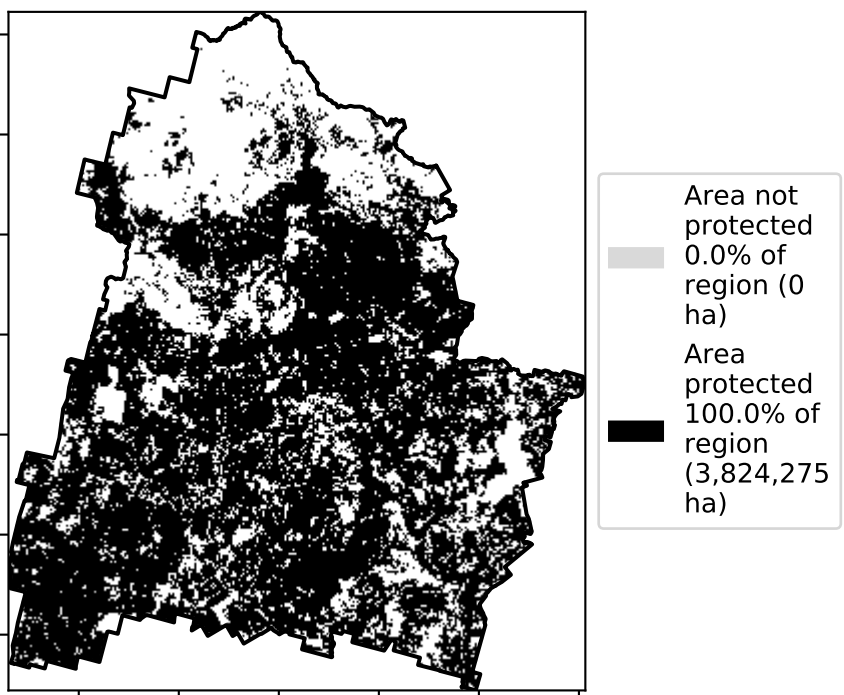 Area not
protected
0.0% of
region (0
ha)
Area
protected
100.0% of
region
(3,824,275
ha)